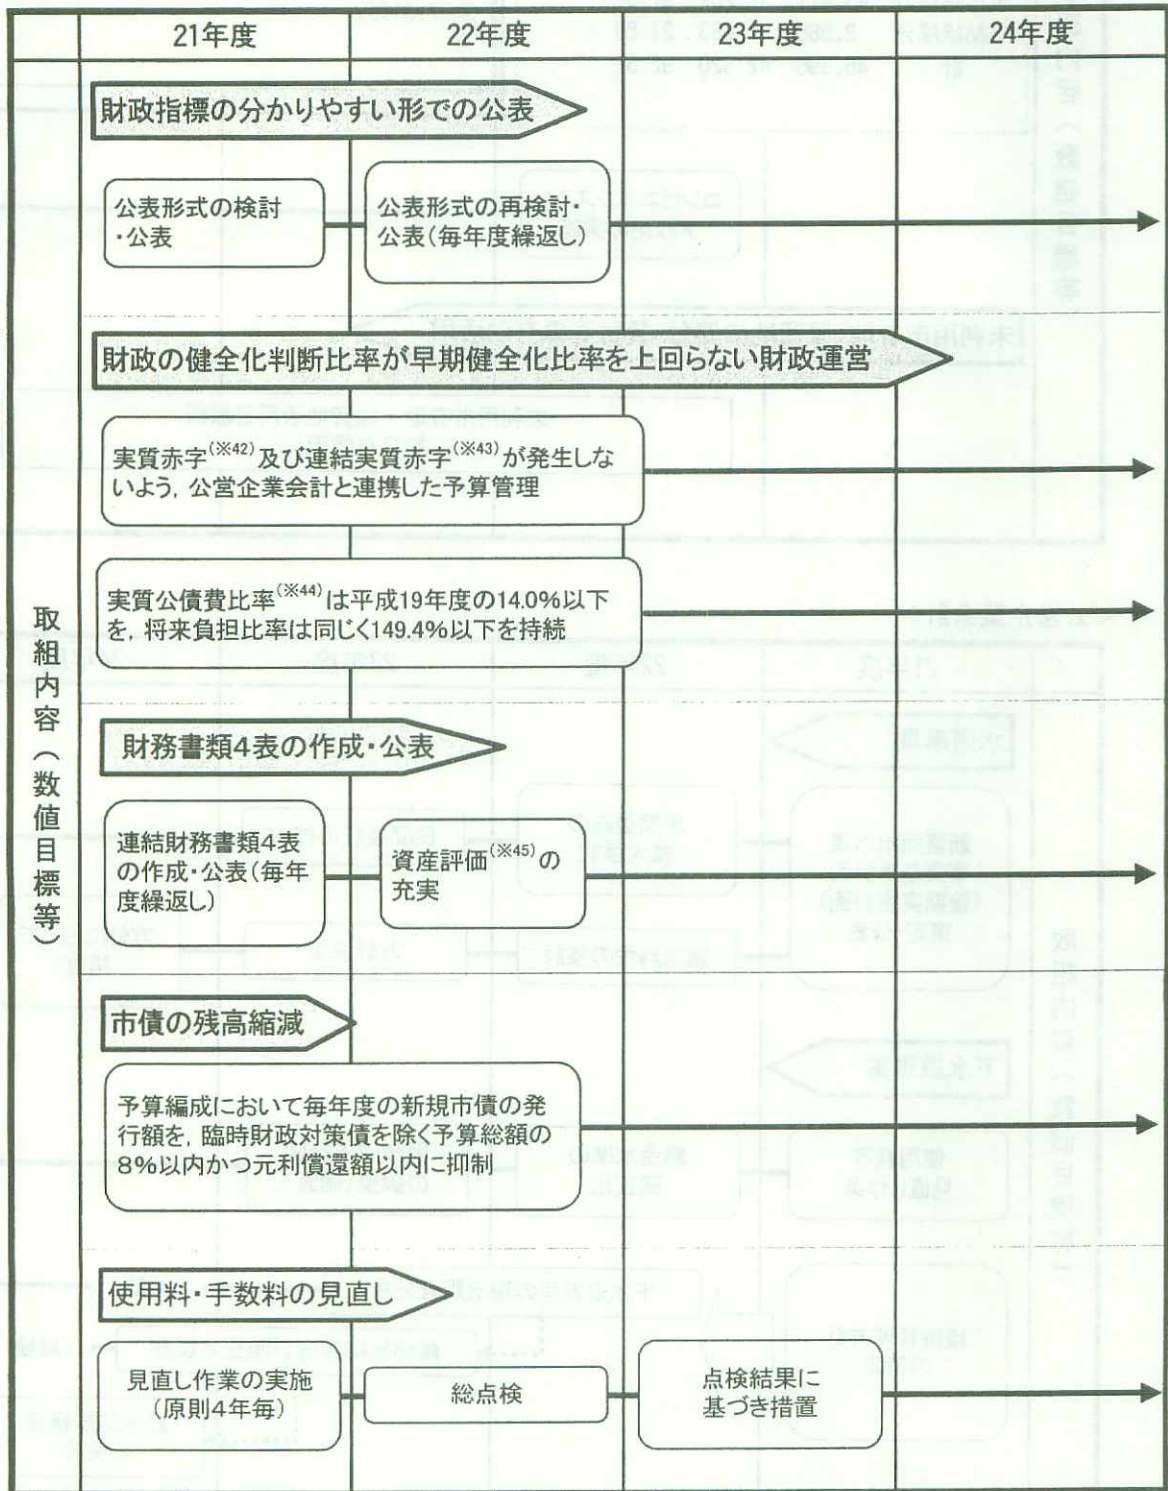 21年度
22年度
23年度
24年度
取組内容（数値目標等）
財政指標の分かりやすい形での公表
公表形式の検討
・公表
公表形式の再検討・
公表(毎年度繰返し)
財政の健全化判断比率が早期健全化比率を上回らない財政運営
実質赤字(※42)及び連結実質赤字(※43)が発生しな
いよう，公営企業会計と連携した予算管理
実質公債費比率(※44)は平成19年度の14.0%以下
を，将来負担比率は同じく149.4%以下を持続
財務書類4表の作成・公表
連結財務書類4表
の作成・公表(毎年
度繰返し)
資産評価(※45)の
充実
市債の残高縮減
予算編成において毎年度の新規市債の発
行額を，臨時財政対策債を除く予算総額の
8%以内かつ元利償還額以内に抑制
使用料・手数料の見直し
見直し作業の実施
(原則4年毎)
総点検
点検結果に
基づき措置